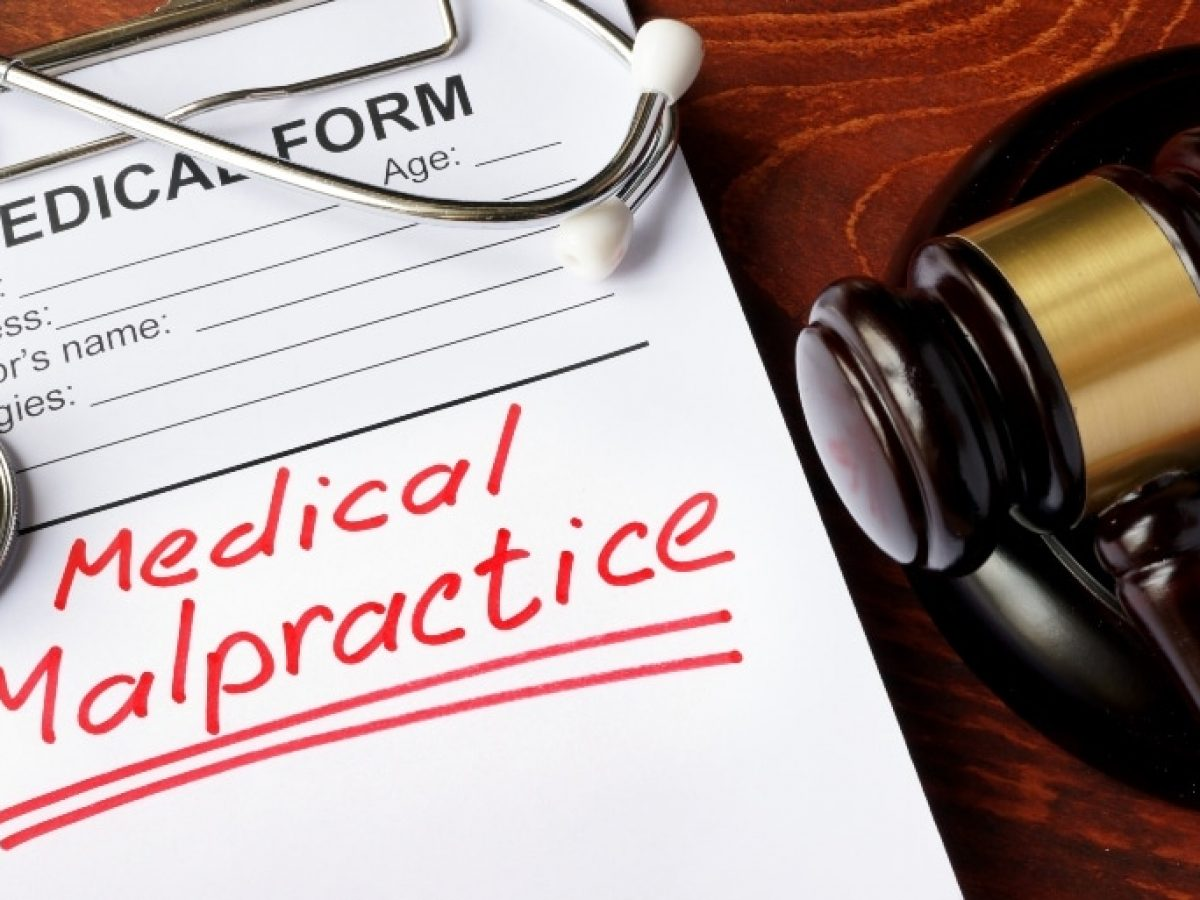 EDICAL FORM
: Age:
ess:
or's name:
gies:
Medical
Malpractice